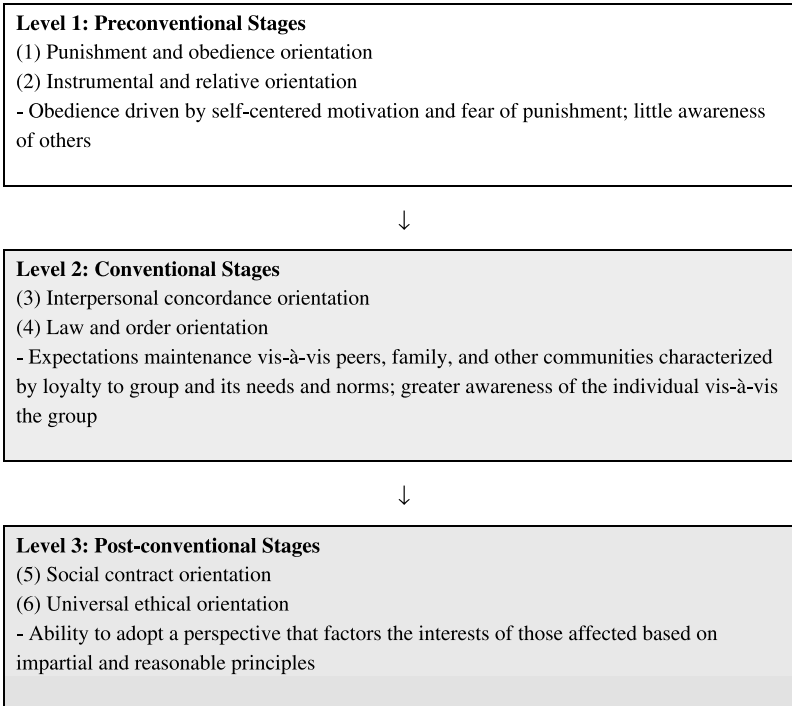 Level 1: Preconventional Stages
(1) Punishment and obedience orientation
(2) Instrumental and relative orientation
- Obedience driven by self-centered motivation and fear of punishment; little awareness
of others
↓
Level 2: Conventional Stages
(3) Interpersonal concordance orientation
(4) Law and order orientation
- Expectations maintenance vis-à-vis peers, family, and other communities characterized
by loyalty to group and its needs and norms; greater awareness of the individual vis-à-vis
the group
↓
Level 3: Post-conventional Stages
(5) Social contract orientation
(6) Universal ethical orientation
- Ability to adopt a perspective that factors the interests of those affected based on
impartial and reasonable principles